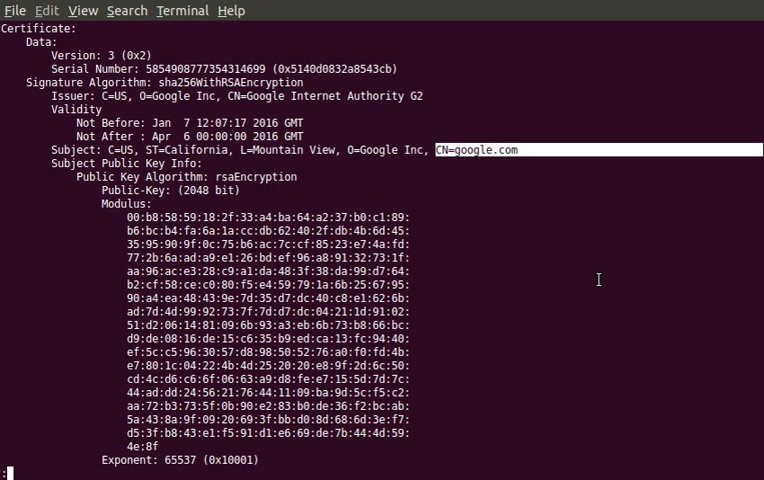 File Edit View Search Terminal Help
Certificate:
Data:
Version: 3 (0x2)
Serial Number: 5854908777354314699 (0x5140d0832a8543cb)
Signature Algorithm: sha256WithRSAEncryption
Issuer: C=US, O=Google Inc, CN=Google Internet Authority G2
Validity
Not Before: Jan  7 12:07:17 2016 GMT
Not After : Apr  6 00:00:00 2016 GMT
Subject: C=US, ST=California, L=Mountain View, O=Google Inc, CN=google.com
Subject Public Key Info:
Public Key Algorithm: rsaEncryption
Public-Key: (2048 bit)
Modulus:
00:b8:58:59:18:2f:33:a4:ba:64:a2:37:b0:c1:89:
b6:bc:b4:fa:6a:1a:cc:db:62:40:2f:db:4b:6d:45:
35:95:90:9f:0c:75:b6:ac:7c:cf:85:23:e7:4a:fd:
77:2b:6a:ad:a9:e1:26:bd:ef:96:a8:91:32:73:1f:
aa:96:ac:e3:28:c9:a1:da:48:3f:38:da:99:d7:64:
b2:cf:58:ce:c0:80:f5:e4:59:79:1a:6b:25:67:95:
90:a4:ea:48:43:9e:7d:35:d7:dc:40:c8:e1:62:6b:
ad:7d:4d:99:92:73:7f:7d:d7:dc:04:21:1d:91:02:
51:d2:06:14:81:09:6b:93:a3:eb:6b:73:b8:66:bc:
d9:de:08:16:de:15:c6:35:b9:ed:ca:13:fc:94:40:
ef:5c:c5:96:30:57:d8:98:50:52:76:a0:f0:fd:4b:
e7:80:1c:04:22:4b:4d:25:20:20:e8:9f:2d:6c:50:
cd:4c:d6:c6:6f:06:63:a9:d8:fe:e7:15:5d:7d:7c:
44:ad:dd:24:56:21:76:44:11:09:ba:9d:5c:f5:c2:
aa:72:b3:73:5f:0b:90:e2:83:b0:de:36:f2:bc:ab:
5a:43:8a:9f:09:20:69:3f:bb:d0:8d:68:6d:3e:f7:
d5:3f:b8:43:e1:f5:91:d1:e6:69:de:7b:44:4d:59:
4e:8f
Exponent: 65537 (0x10001)
: